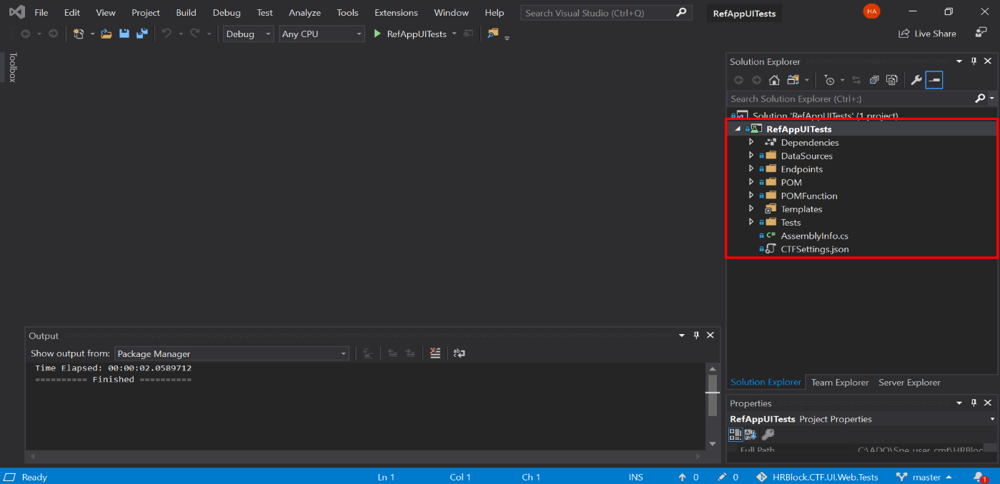 File Edit View Project Build Debug Test Analyze Tools Extensions Window Help Search Visual Studio (Ctrl+Q) RefAppUITests HA
Debug Any CPU RefAppUITests Live Share
Toolbox
Solution Explorer
Search Solution Explorer (Ctrl+;)
Solution 'RefAppUITests' (1 project)
RefAppUITests
Dependencies
DataSources
Endpoints
POM
POMFunction
Templates
Tests
C# AssemblyInfo.cs
CTFSettings.json
Output
Show output from: Package Manager
Time Elapsed: 00:00:02.0589712
========== Finished ==========
Solution Explorer Team Explorer Server Explorer
Properties
RefAppUITests Project Properties
Full Path C:\ADO\Spe_user_cmt\HRBloc
Ready Ln 1 Col 1 Ch 1 INS 0 0 HRBlock.CTF.UI.Web.Tests master 1